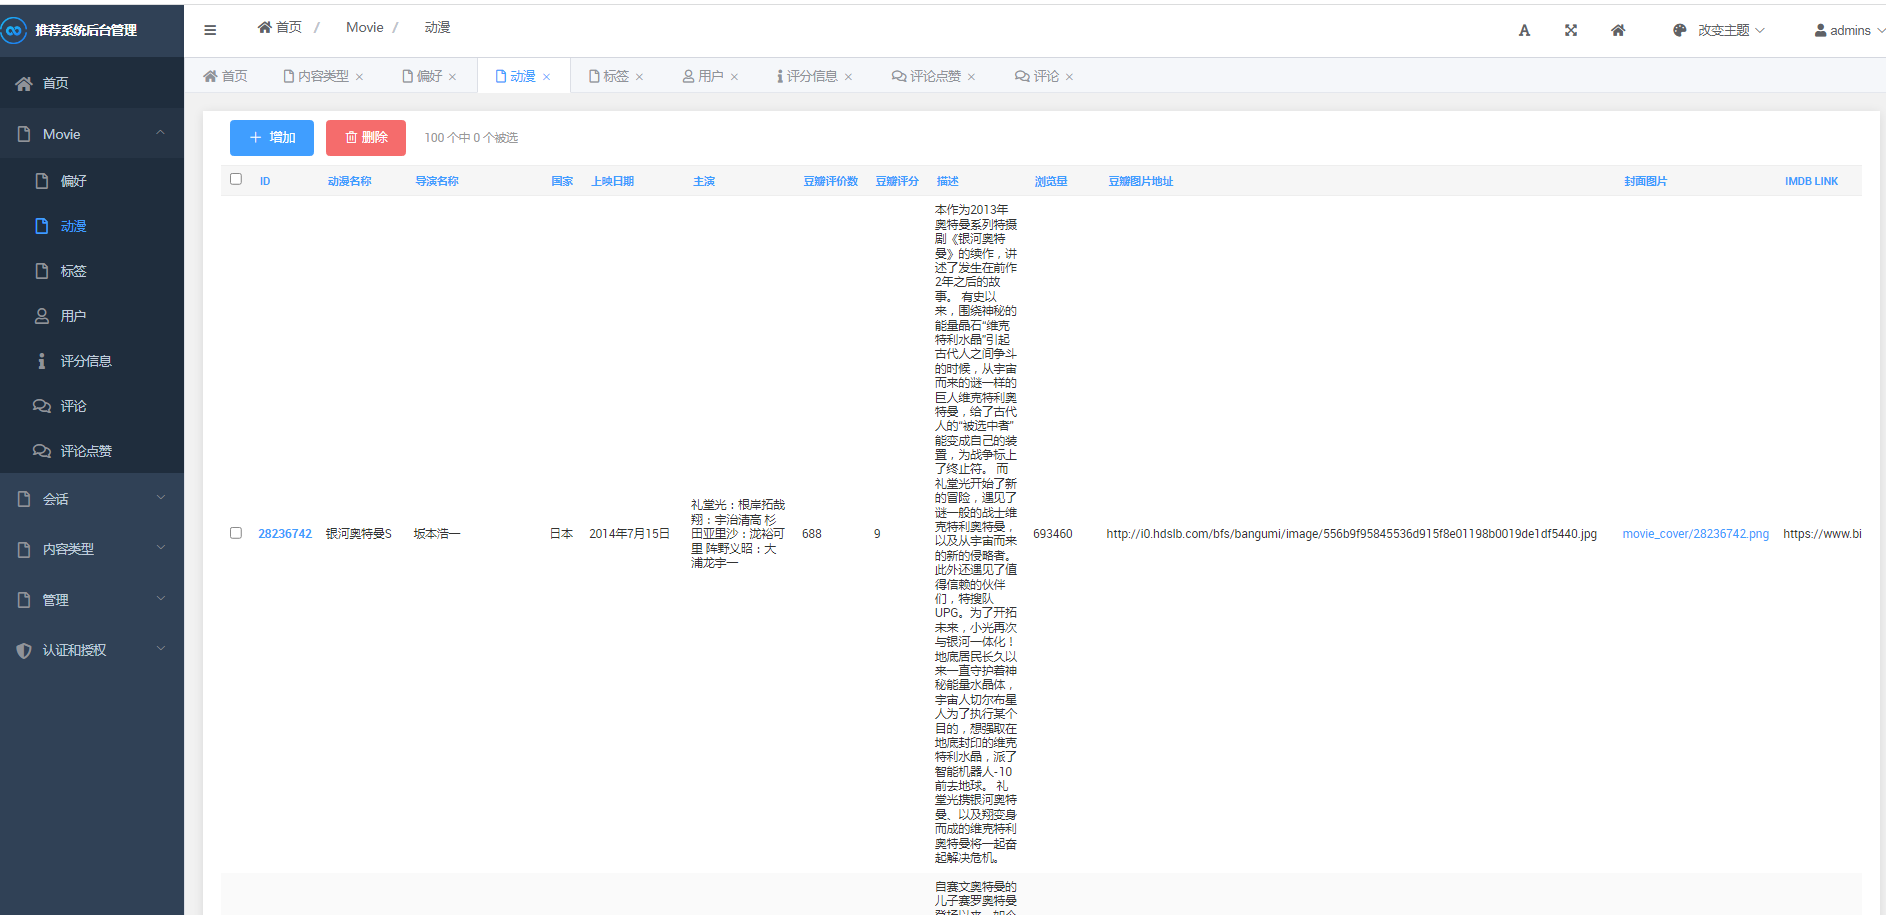 推荐系统后台管理
首页 / Movie / 动漫
改变主题
admins
首页
内容类型 ×
偏好 ×
动漫 ×
标签 ×
用户 ×
评分信息 ×
评论点赞 ×
评论 ×
首页
Movie
偏好
动漫
标签
用户
评分信息
评论
评论点赞
会话
内容类型
管理
认证和授权
+ 增加
删除
100 个中 0 个被选
ID 动漫名称 导演名称 国家 上映日期 主演 豆瓣评价数 豆瓣评分 描述 浏览量 豆瓣图片地址 封面图片 IMDB LINK
28236742
银河奥特曼S
坂本浩一
日本
2014年7月15日
礼堂光：根岸拓哉
翔：宇治清高 杉
田亚里沙：泷裕可
里 阵野义昭：大
浦龙宇一
688
9
本作为2013年
奥特曼系列特摄
剧《银河奥特
曼》的续作，讲
述了发生在前作
2年之后的故
事。 有史以
来，围绕神秘的
能量晶石“维克
特利水晶”引起
古代人之间争斗
的时候，从宇宙
而来的谜一样的
巨人维克特利奥
特曼，给了古代
人的“被选中者”
能变成自己的装
置，为战争标上
了终止符。 而
礼堂光开始了新
的冒险，遇见了
谜一般的战士维
克特利奥特曼，
以及从宇宙而来
的新的侵略者。
此外还遇见了值
得信赖的伙伴
们，特搜队
UPG。为了开拓
未来，小光再次
与银河一体化！
地底居民长久以
来一直守护着神
秘能量水晶体，
宇宙人切尔布星
人为了执行某个
目的，想强取在
地底封印的维克
特利水晶，派了
智能机器人-10
前去地球。 礼
堂光携银河奥特
曼、以及翔变身
而成的维克特利
奥特曼将一起奋
起解决危机。
693460
http://i0.hdslb.com/bfs/bangumi/image/556b9f95845536d915f8e01198b0019de1df5440.jpg
movie_cover/28236742.png
https://www.bi
自赛文奥特曼的
儿子赛罗奥特曼